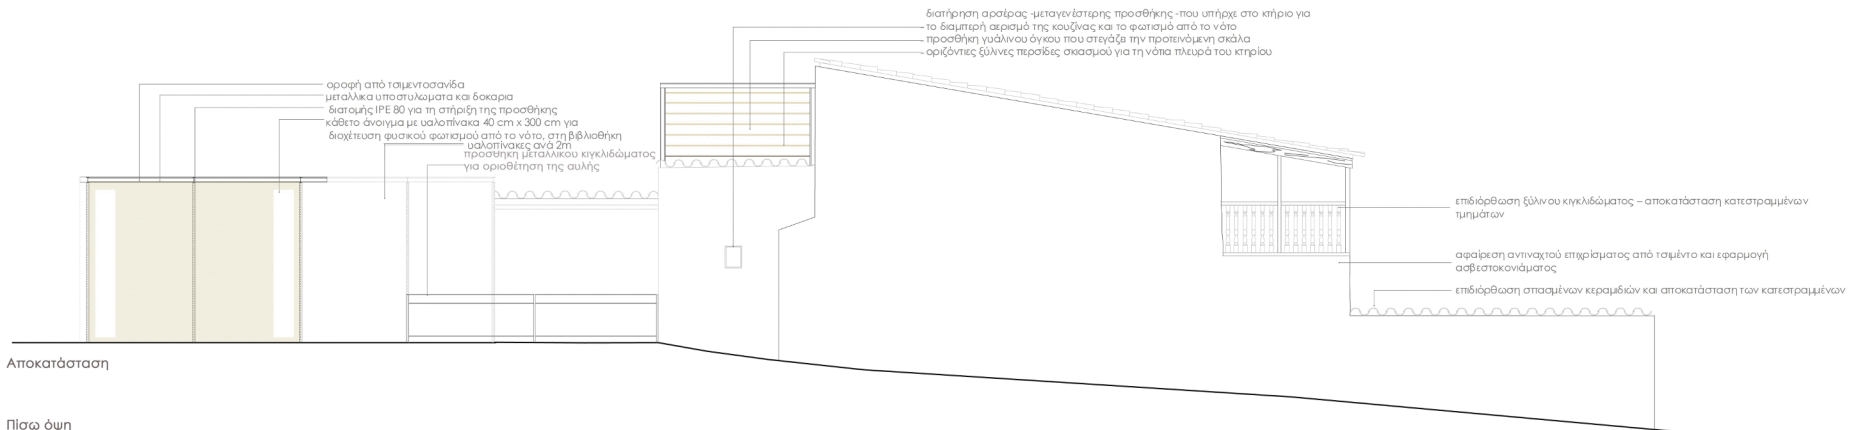 διατήρηση αρσέρας -μεταγενέστερης προσθήκης -που υπήρχε στο κτήριο για
το διαμπερή αερισμό της κουζίνας και το φωτισμό από το νότο
προσθήκη γυάλινου όγκου που στεγάζει την προτεινόμενη σκάλα
οριζόντιες ξύλινες περσίδες σκιασμού για τη νότια πλευρά του κτηρίου
οροφή από τσιμεντοσανίδα
μεταλλικα υποστυλωματα και δοκαρια
διατομής IPE 80 για τη στήριξη της προσθήκης
κάθετο άνοιγμα με υαλοπίνακα 40 cm x 300 cm για
διοχέτευση φυσικού φωτισμού από το νότο, στη βιβλιοθήκη
υαλοπίνακες ανά 2m
προσθήκη μεταλλικού κιγκλιδώματος
για οριοθέτηση της αυλής
επιδιόρθωση ξύλινου κιγκλιδώματος – αποκατάσταση κατεστραμμένων
τμημάτων
αφαίρεση αντιναχτού επιχρίσματος από τσιμέντο και εφαρμογή
ασβεστοκονιάματος
επιδιόρθωση σπασμένων κεραμιδιών και αποκατάσταση των κατεστραμμένων
Αποκατάσταση
Πίσω όψη